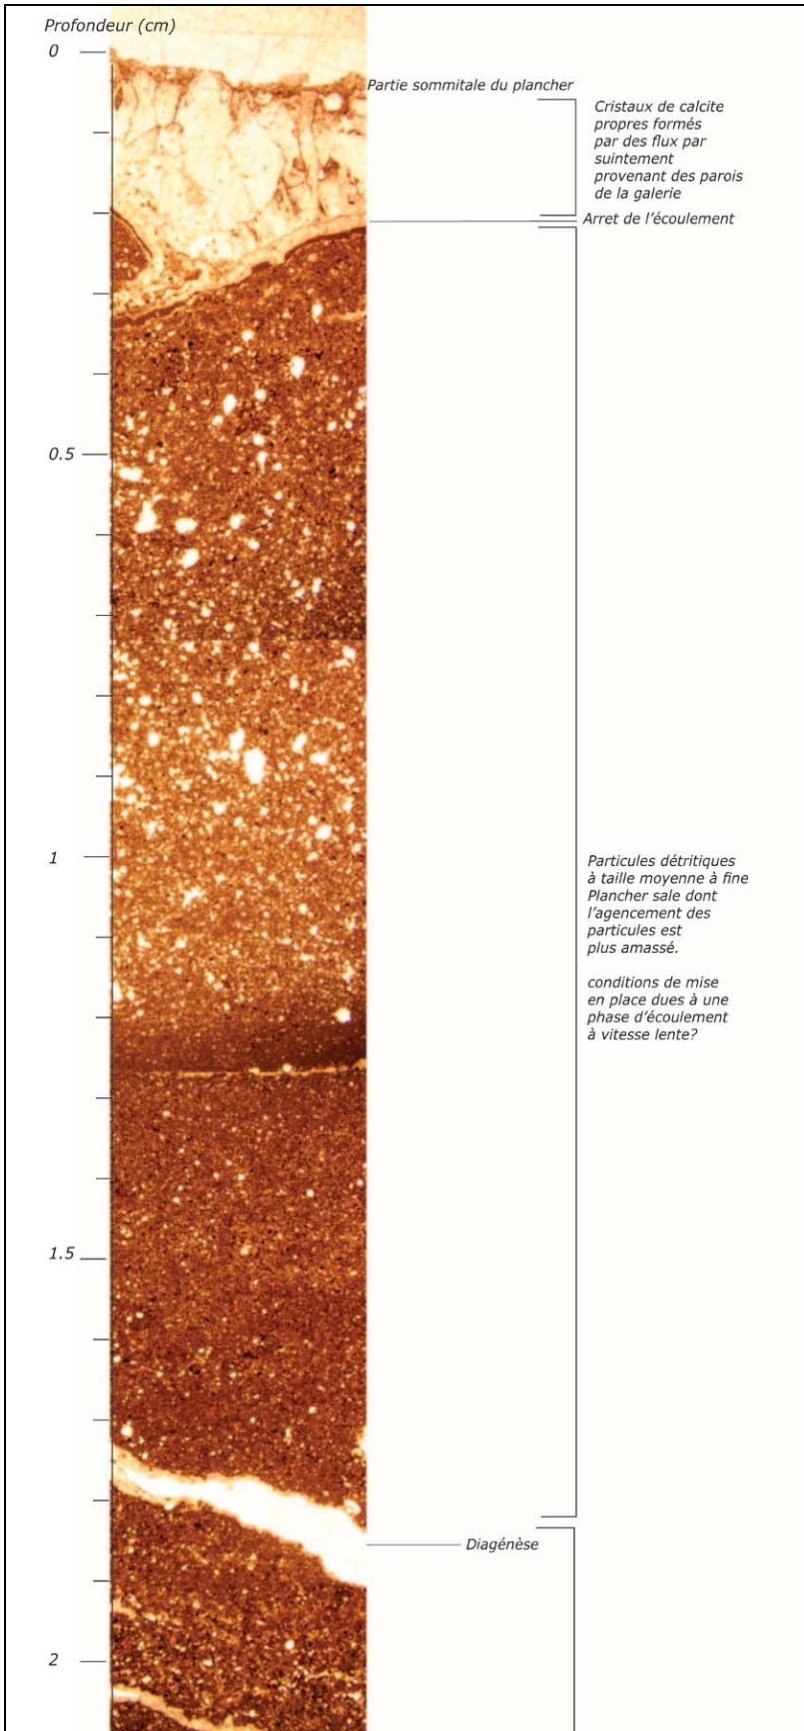 Profondeur (cm)
0
Partie sommitale du plancher
Cristaux de calcite
propres formés
par des flux par
suintement
provenant des parois
de la galerie
Arret de l'écoulement
0.5
1
Particules détritiques
à taille moyenne à fine
Plancher sale dont
l'agencement des
particules est
plus amassé.
conditions de mise
en place dues à une
phase d'écoulement
à vitesse lente?
1.5
Diagénèse
2